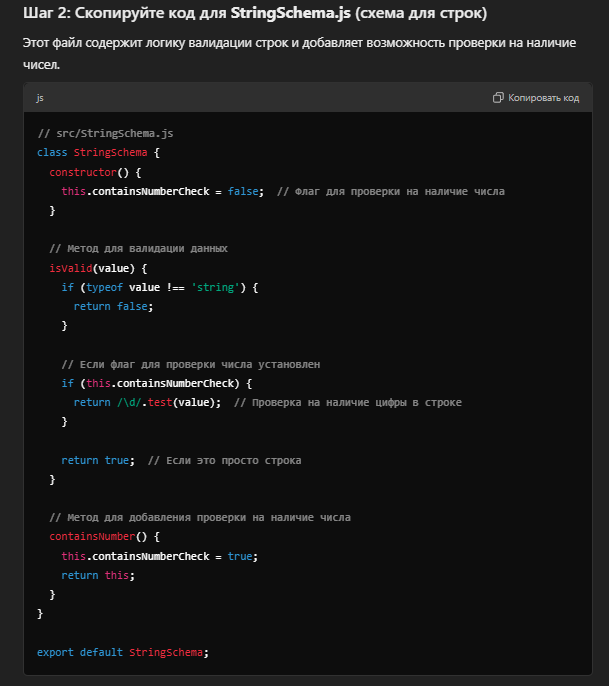 Шаг 2: Скопируйте код для StringSchema.js (схема для строк)
Этот файл содержит логику валидации строк и добавляет возможность проверки на наличие
чисел.
js
Копировать код
// src/StringSchema.js
class StringSchema {
  constructor() {
    this.containsNumberCheck = false;  // Флаг для проверки на наличие числа
  }
  // Метод для валидации данных
  isValid(value) {
    if (typeof value !== 'string') {
      return false;
    }
    // Если флаг для проверки числа установлен
    if (this.containsNumberCheck) {
      return /\d/.test(value);  // Проверка на наличие цифры в строке
    }
    return true;  // Если это просто строка
  }
  // Метод для добавления проверки на наличие числа
  containsNumber() {
    this.containsNumberCheck = true;
    return this;
  }
}
export default StringSchema;